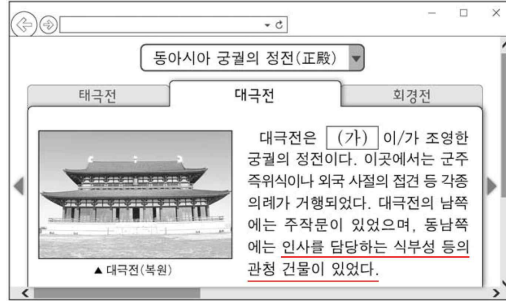 동아시아 궁궐의 정전(正殿)
태극전
대극전
회경전
대극전은 (가) 이/가 조영한
궁궐의 정전이다. 이곳에서는 군주
즉위식이나 외국 사절의 접견 등 각종
의례가 거행되었다. 대극전의 남쪽
에는 주작문이 있었으며, 동남쪽
에는 인사를 담당하는 식부성 등의
관청 건물이 있었다.
▲ 대극전(복원)